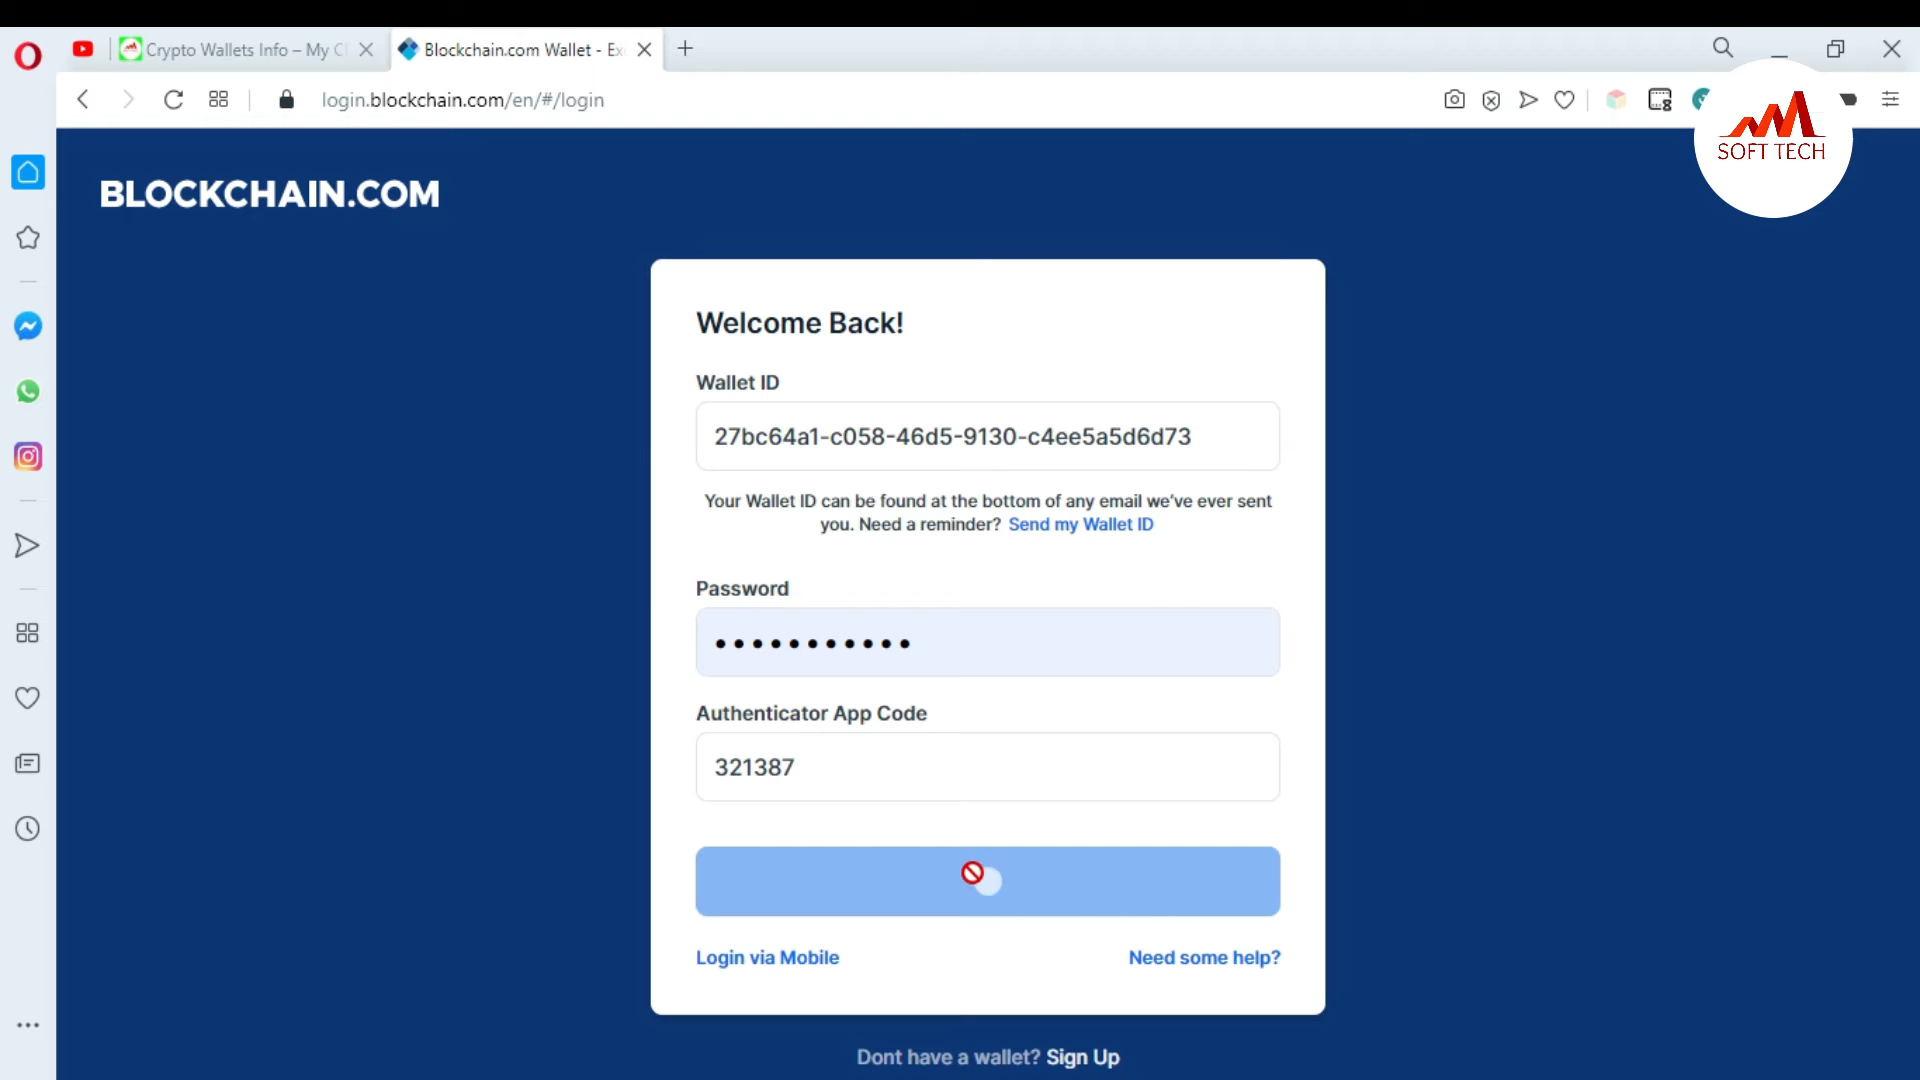 Crypto Wallets Info – My C
Blockchain.com Wallet - Ex
login.blockchain.com/en/#/login
SOFT TECH
BLOCKCHAIN.COM
Welcome Back!
Wallet ID
27bc64a1-c058-46d5-9130-c4ee5a5d6d73
Your Wallet ID can be found at the bottom of any email we've ever sent
you. Need a reminder? Send my Wallet ID
Password
Authenticator App Code
321387
Login via Mobile
Need some help?
Dont have a wallet? Sign Up